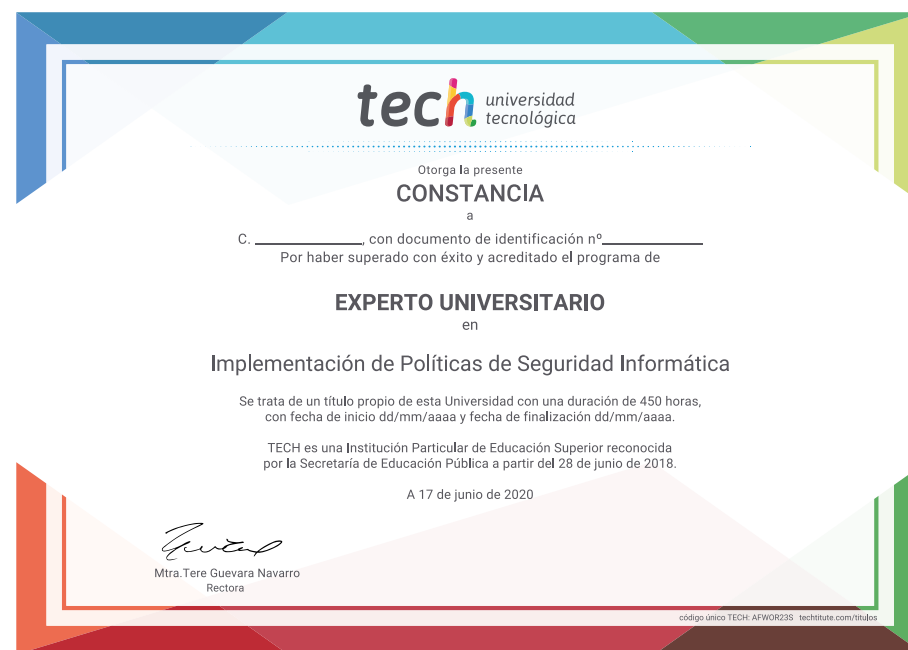 tech universidad
tecnológica
Otorga la presente
CONSTANCIA
a
C. ____________, con documento de identificación nº____________
Por haber superado con éxito y acreditado el programa de
EXPERTO UNIVERSITARIO
en
Implementación de Políticas de Seguridad Informática
Se trata de un título propio de esta Universidad con una duración de 450 horas,
con fecha de inicio dd/mm/aaaa y fecha de finalización dd/mm/aaaa.
TECH es una Institución Particular de Educación Superior reconocida
por la Secretaría de Educación Pública a partir del 28 de junio de 2018.
A 17 de junio de 2020
Mtra.Tere Guevara Navarro
Rectora
código único TECH: AFWOR23S techtitute.com/titulos